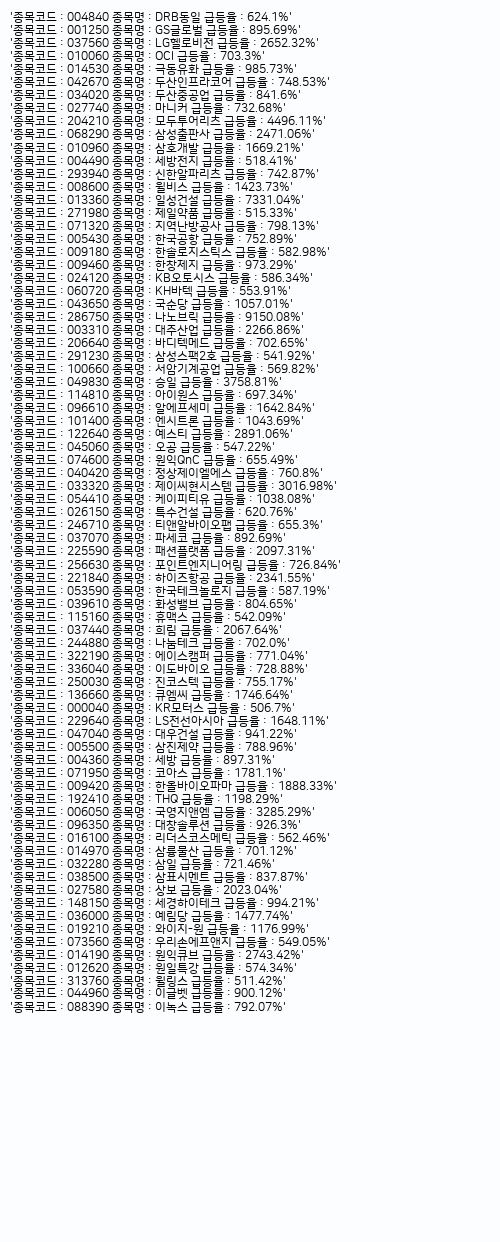 '종목코드 : 004840 종목명 : DRB동일 급등율 : 624.1%'
'종목코드 : 001250 종목명 : GS글로벌 급등율 : 895.69%'
'종목코드 : 037560 종목명 : LG헬로비전 급등율 : 2652.32%'
'종목코드 : 010060 종목명 : OCI 급등율 : 703.3%'
'종목코드 : 014530 종목명 : 극동유화 급등율 : 985.73%'
'종목코드 : 042670 종목명 : 두산인프라코어 급등율 : 748.53%'
'종목코드 : 034020 종목명 : 두산중공업 급등율 : 841.6%'
'종목코드 : 027740 종목명 : 마니커 급등율 : 732.68%'
'종목코드 : 204210 종목명 : 모두투어리츠 급등율 : 4496.11%'
'종목코드 : 068290 종목명 : 삼성출판사 급등율 : 2471.06%'
'종목코드 : 010960 종목명 : 삼호개발 급등율 : 1669.21%'
'종목코드 : 004490 종목명 : 세방전지 급등율 : 518.41%'
'종목코드 : 293940 종목명 : 신한알파리츠 급등율 : 742.87%'
'종목코드 : 008600 종목명 : 윌비스 급등율 : 1423.73%'
'종목코드 : 013360 종목명 : 일성건설 급등율 : 7331.04%'
'종목코드 : 271980 종목명 : 제일약품 급등율 : 515.33%'
'종목코드 : 071320 종목명 : 지역난방공사 급등율 : 798.13%'
'종목코드 : 005430 종목명 : 한국공항 급등율 : 752.89%'
'종목코드 : 009180 종목명 : 한솔로지스틱스 급등율 : 582.98%'
'종목코드 : 009460 종목명 : 한창제지 급등율 : 973.29%'
'종목코드 : 024120 종목명 : KB오토시스 급등율 : 586.34%'
'종목코드 : 060720 종목명 : KH바텍 급등율 : 553.91%'
'종목코드 : 043650 종목명 : 국순당 급등율 : 1057.01%'
'종목코드 : 286750 종목명 : 나노브릭 급등율 : 9150.08%'
'종목코드 : 003310 종목명 : 대주산업 급등율 : 2266.86%'
'종목코드 : 206640 종목명 : 바디텍메드 급등율 : 702.65%'
'종목코드 : 291230 종목명 : 삼성스팩2호 급등율 : 541.92%'
'종목코드 : 100660 종목명 : 서암기계공업 급등율 : 569.82%'
'종목코드 : 049830 종목명 : 승일 급등율 : 3758.81%'
'종목코드 : 114810 종목명 : 아이원스 급등율 : 697.34%'
'종목코드 : 096610 종목명 : 알에프세미 급등율 : 1642.84%'
'종목코드 : 101400 종목명 : 엔시트론 급등율 : 1043.69%'
'종목코드 : 122640 종목명 : 예스티 급등율 : 2891.06%'
'종목코드 : 045060 종목명 : 오공 급등율 : 547.22%'
'종목코드 : 074600 종목명 : 원익QnC 급등율 : 655.49%'
'종목코드 : 040420 종목명 : 정상제이엘에스 급등율 : 760.8%'
'종목코드 : 033320 종목명 : 제이씨현시스템 급등율 : 3016.98%'
'종목코드 : 054410 종목명 : 케이피티유 급등율 : 1038.08%'
'종목코드 : 026150 종목명 : 특수건설 급등율 : 620.76%'
'종목코드 : 246710 종목명 : 티앤알바이오팹 급등율 : 655.3%'
'종목코드 : 037070 종목명 : 파세코 급등율 : 892.69%'
'종목코드 : 225590 종목명 : 패션플랫폼 급등율 : 2097.31%'
'종목코드 : 256630 종목명 : 포인트엔지니어링 급등율 : 726.84%'
'종목코드 : 221840 종목명 : 하이즈항공 급등율 : 2341.55%'
'종목코드 : 053590 종목명 : 한국테크놀로지 급등율 : 587.19%'
'종목코드 : 039610 종목명 : 화성밸브 급등율 : 804.65%'
'종목코드 : 115160 종목명 : 휴맥스 급등율 : 542.09%'
'종목코드 : 037440 종목명 : 희림 급등율 : 2067.64%'
'종목코드 : 244880 종목명 : 나눔테크 급등율 : 702.0%'
'종목코드 : 322190 종목명 : 에이스캠퍼 급등율 : 771.04%'
'종목코드 : 336040 종목명 : 이도바이오 급등율 : 728.88%'
'종목코드 : 250030 종목명 : 진코스텍 급등율 : 755.17%'
'종목코드 : 136660 종목명 : 큐엠씨 급등율 : 1746.64%'
'종목코드 : 000040 종목명 : KR모터스 급등율 : 506.7%'
'종목코드 : 229640 종목명 : LS전선아시아 급등율 : 1648.11%'
'종목코드 : 047040 종목명 : 대우건설 급등율 : 941.22%'
'종목코드 : 005500 종목명 : 삼진제약 급등율 : 788.96%'
'종목코드 : 004360 종목명 : 세방 급등율 : 897.31%'
'종목코드 : 071950 종목명 : 코아스 급등율 : 1781.1%'
'종목코드 : 009420 종목명 : 한올바이오파마 급등율 : 1888.33%'
'종목코드 : 192410 종목명 : THQ 급등율 : 1198.29%'
'종목코드 : 006050 종목명 : 국영지앤엠 급등율 : 3285.29%'
'종목코드 : 096350 종목명 : 대창솔루션 급등율 : 926.3%'
'종목코드 : 016100 종목명 : 리더스코스메틱 급등율 : 562.46%'
'종목코드 : 014970 종목명 : 삼륭물산 급등율 : 701.12%'
'종목코드 : 032280 종목명 : 삼일 급등율 : 721.46%'
'종목코드 : 038500 종목명 : 삼표시멘트 급등율 : 837.87%'
'종목코드 : 027580 종목명 : 상보 급등율 : 2023.04%'
'종목코드 : 148150 종목명 : 세경하이테크 급등율 : 994.21%'
'종목코드 : 036000 종목명 : 예림당 급등율 : 1477.74%'
'종목코드 : 019210 종목명 : 와이지-원 급등율 : 1176.99%'
'종목코드 : 073560 종목명 : 우리손에프앤지 급등율 : 549.05%'
'종목코드 : 014190 종목명 : 원익큐브 급등율 : 2743.42%'
'종목코드 : 012620 종목명 : 원일특강 급등율 : 574.34%'
'종목코드 : 313760 종목명 : 윌링스 급등율 : 511.42%'
'종목코드 : 044960 종목명 : 이글벳 급등율 : 900.12%'
'종목코드 : 088390 종목명 : 이녹스 급등율 : 792.07%'